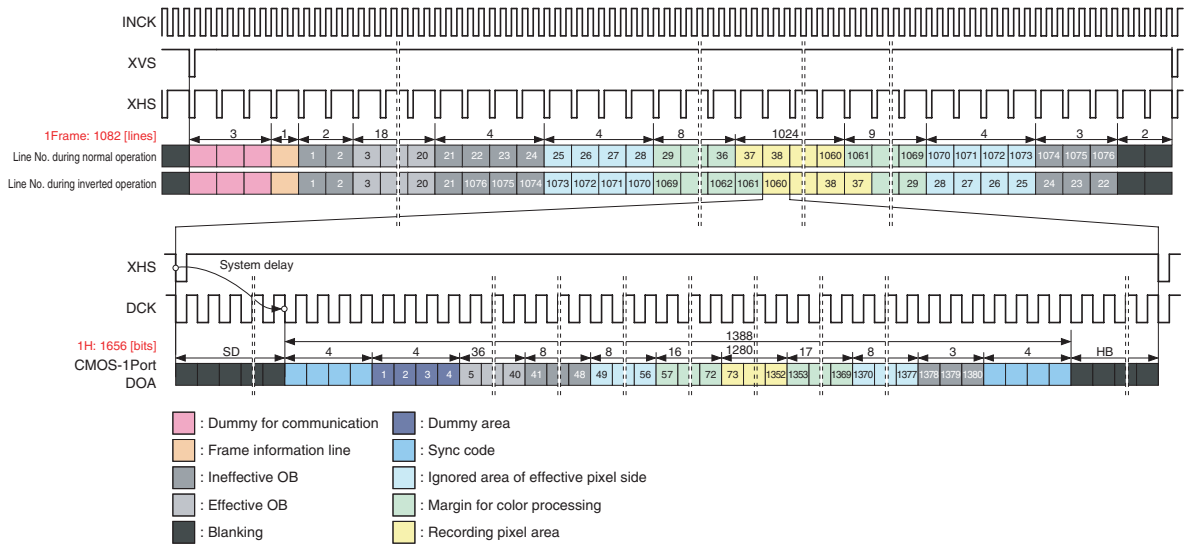 INCK
XVS
XHS
1Frame: 1082 [lines]
3 1 2 18 4 4 8 1024 9 4 3 2
Line No. during normal operation
1 2 3 20 21 22 23 24 25 26 27 28 29 36 37 38 1060 1061 1069 1070 1071 1072 1073 1074 1075 1076
Line No. during inverted operation
1 2 3 20 21 1076 1075 1074 1073 1072 1071 1070 1069 1062 1061 1060 38 37 29 28 27 26 25 24 23 22
XHS
System delay
DCK
1388
1H: 1656 [bits]
SD 4 4 36 8 8 16 1280 17 8 3 4 HB
CMOS-1Port
DOA
1 2 3 4 5 40 41 48 49 56 57 72 73 1352 1353 1369 1370 1377 1378 1379 1380
: Dummy for communication
: Dummy area
: Frame information line
: Sync code
: Ineffective OB
: Ignored area of effective pixel side
: Effective OB
: Margin for color processing
: Blanking
: Recording pixel area